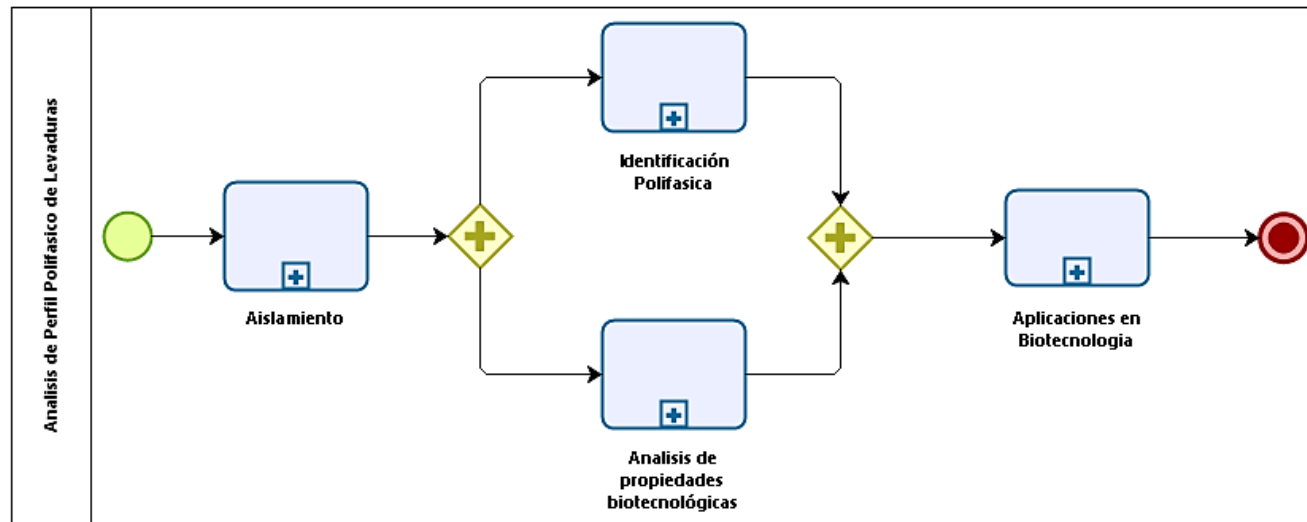 Analisis de Perfil Polifasico de Levaduras
Aislamiento
Identificación
Polifasica
Analisis de
propiedades
biotecnológicas
Aplicaciones en
Biotecnologia